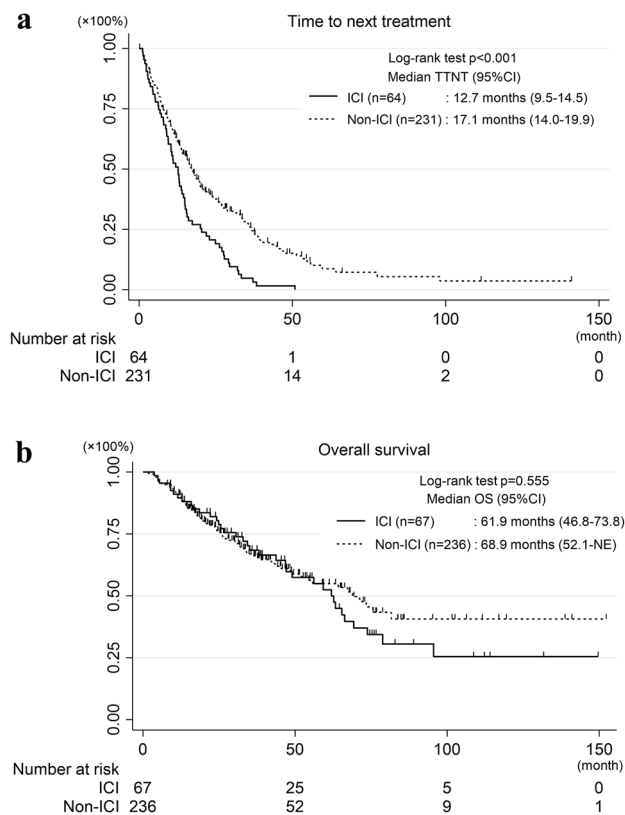 a
(×100%)
Time to next treatment
Log-rank test p<0.001
Median TTNT (95%CI)
ICI (n=64) : 12.7 months (9.5-14.5)
Non-ICI (n=231) : 17.1 months (14.0-19.9)
1.00
0.75
0.50
0.25
0.00
0 50 100 150
(month)
Number at risk
ICI 64 1 0 0
Non-ICI 231 14 2 0
b
(×100%)
Overall survival
Log-rank test p=0.555
Median OS (95%CI)
ICI (n=67) : 61.9 months (46.8-73.8)
Non-ICI (n=236) : 68.9 months (52.1-NE)
1.00
0.75
0.50
0.25
0.00
0 50 100 150
(month)
Number at risk
ICI 67 25 5 0
Non-ICI 236 52 9 1